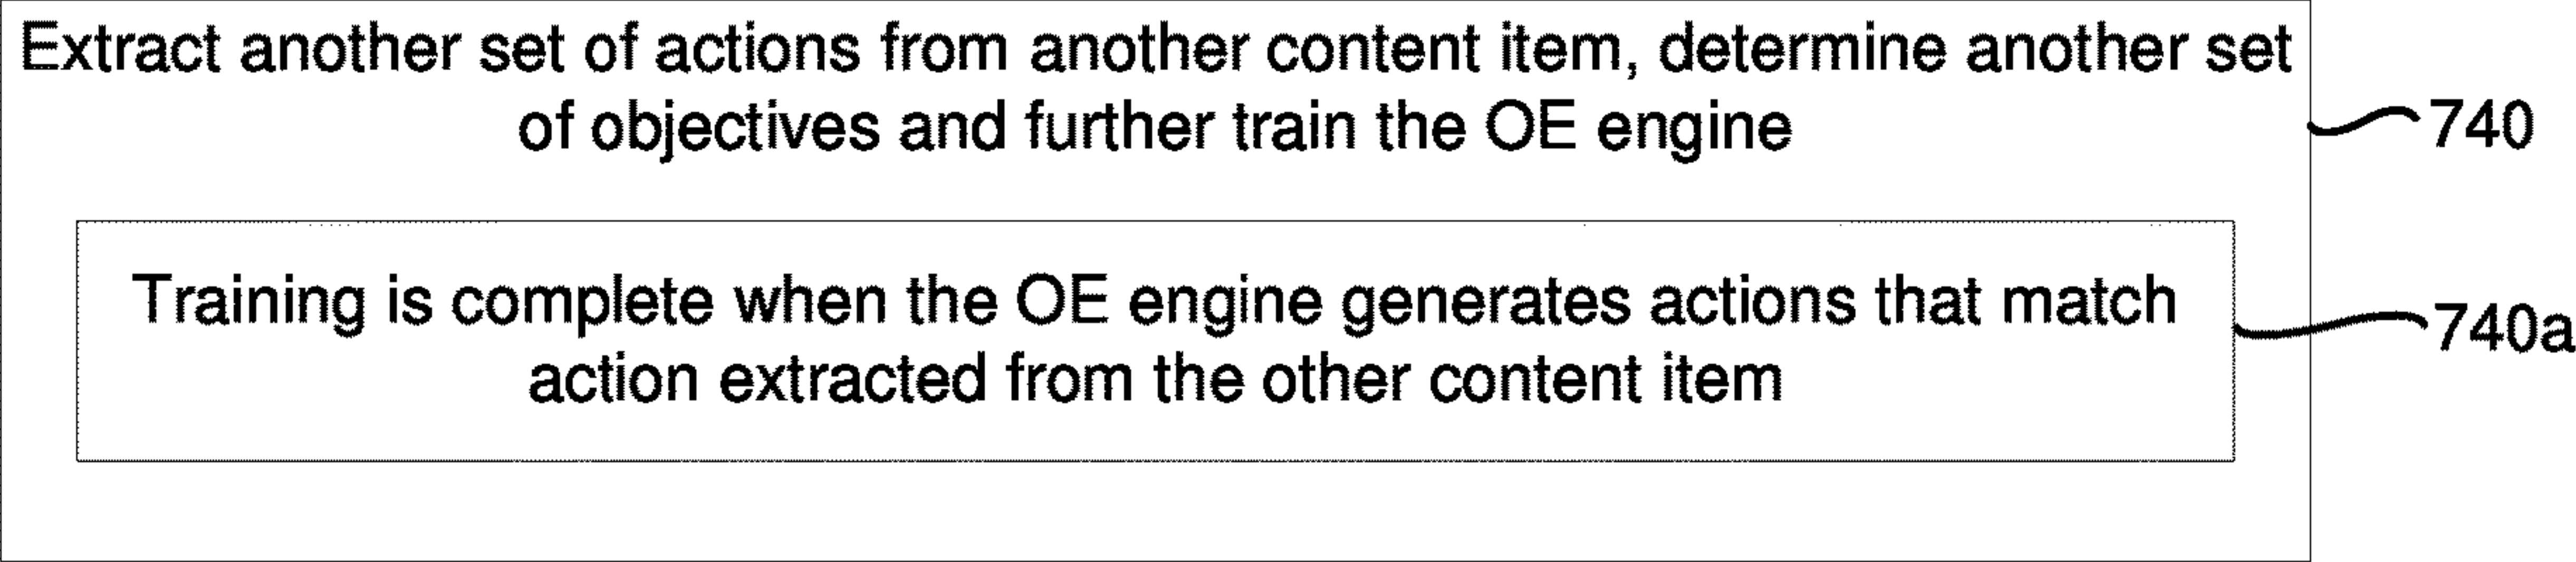 Extract another set of actions from another content item, determine another set
of objectives and further train the OE engine
740
Training is complete when the OE engine generates actions that match
action extracted from the other content item
740a